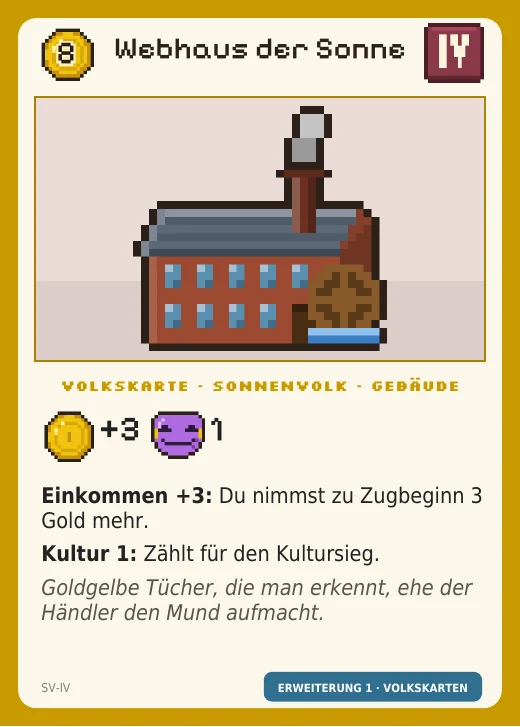 8 Webhaus der Sonne IV
VOLKSKARTE · SONNENVOLK · GEBÄUDE
1 +3 1
Einkommen +3: Du nimmst zu Zugbeginn 3
Gold mehr.
Kultur 1: Zählt für den Kultursieg.
Goldgelbe Tücher, die man erkennt, ehe der
Händler den Mund aufmacht.
SV-IV
ERWEITERUNG 1 · VOLKSKARTEN